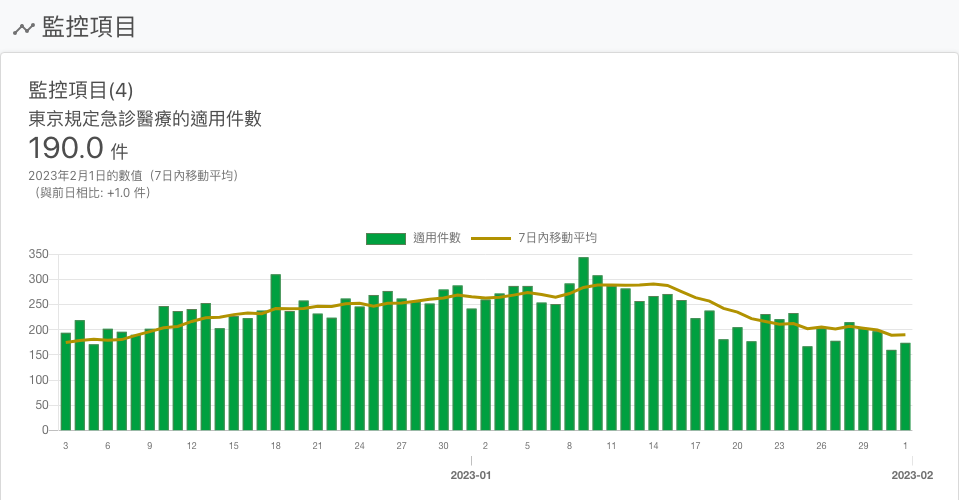 監控項目
監控項目(4)
東京規定急診醫療的適用件數
190.0 件
2023年2月1日的數值（7日內移動平均）
（與前日相比: +1.0 件）
適用件數 7日內移動平均
350
300
250
200
150
100
50
0
3 6 9 12 15 18 21 24 27 30 2 5 8 11 14 17 20 23 26 29 1
2023-01 2023-02